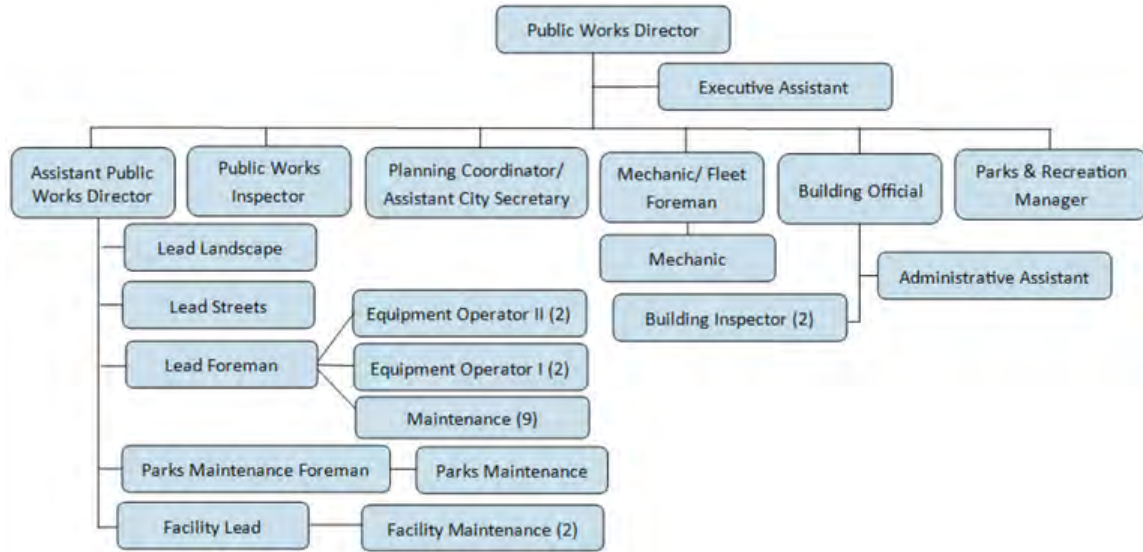 Public Works Director
Executive Assistant
Assistant Public
Works Director
Public Works
Inspector
Planning Coordinator/
Assistant City Secretary
Mechanic/ Fleet
Foreman
Building Official
Parks & Recreation
Manager
Lead Landscape
Mechanic
Administrative Assistant
Lead Streets
Equipment Operator II (2)
Building Inspector (2)
Lead Foreman
Equipment Operator I (2)
Maintenance (9)
Parks Maintenance Foreman
Parks Maintenance
Facility Lead
Facility Maintenance (2)